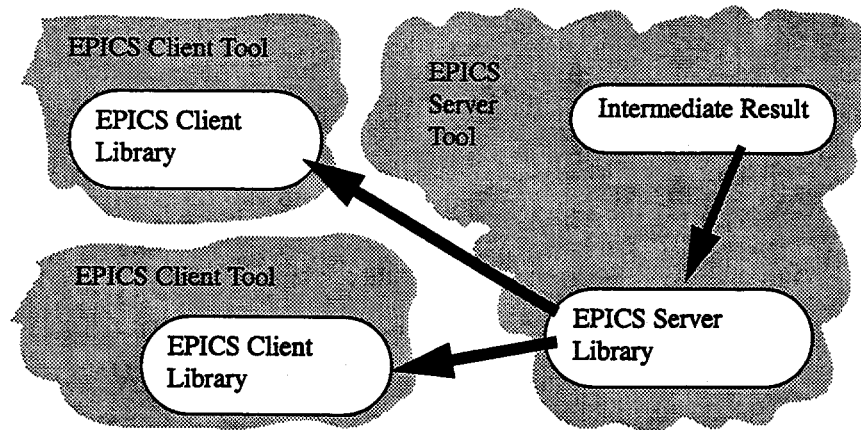 EPICS Client Tool
EPICS Client
Library
EPICS
Server
Tool
Intermediate Result
EPICS Client Tool
EPICS Client
Library
EPICS Server
Library